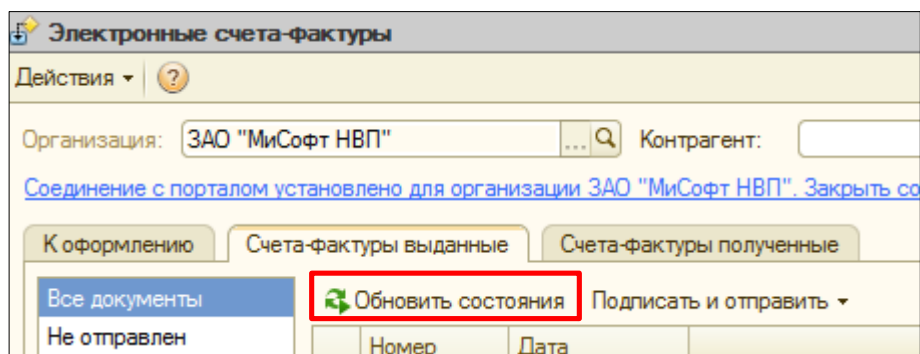 Электронные счета-фактуры
Действия
Организация: ЗАО "МиСофт НВП" ... Контрагент:
Соединение с порталом установлено для организации ЗАО "МиСофт НВП". Закрыть со
К оформлению Счета-фактуры выданные Счета-фактуры полученные
Все документы Обновить состояния Подписать и отправить
Не отправлен Номер Дата